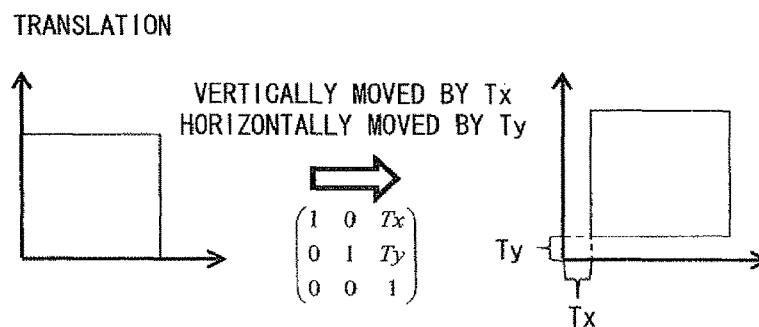 TRANSLATION
VERTICALLY MOVED BY Tx
HORIZONTALLY MOVED BY Ty
1 0 Tx
0 1 Ty
0 0 1
Ty
Tx